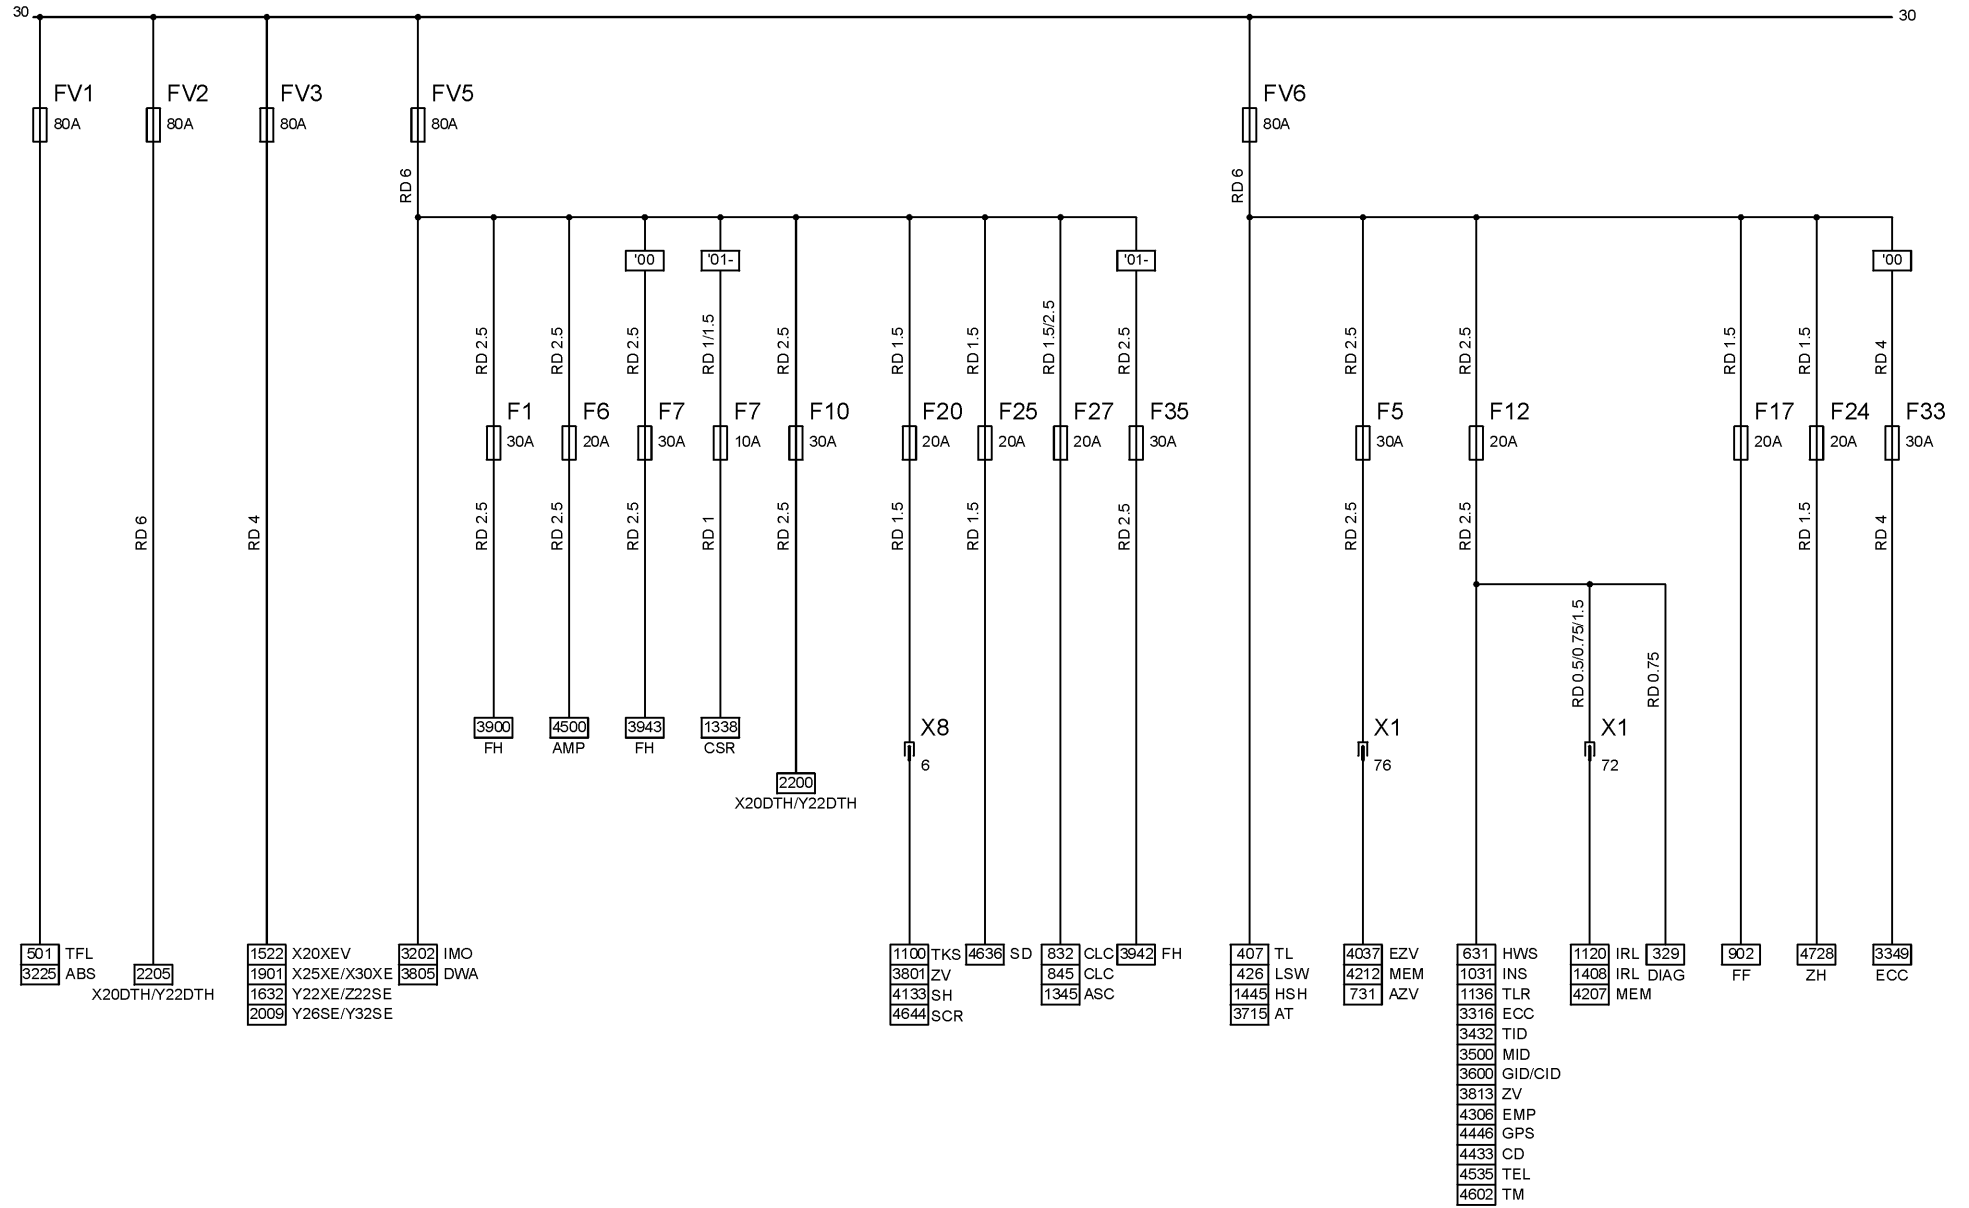 30
30
FV1
80A
FV2
80A
FV3
80A
FV5
80A
FV6
80A
RD 6
RD 6
'00
'01-
'01-
'00
RD 2.5
RD 2.5
RD 2.5
RD 1/1.5
RD 2.5
RD 1.5
RD 1.5
RD 1.5/2.5
RD 2.5
RD 2.5
RD 2.5
RD 1.5
RD 1.5
RD 4
F1
30A
F6
20A
F7
30A
F7
10A
F10
30A
F20
20A
F25
20A
F27
20A
F35
30A
F5
30A
F12
20A
F17
20A
F24
20A
F33
30A
RD 6
RD 4
RD 2.5
RD 2.5
RD 2.5
RD 1
RD 2.5
RD 1.5
RD 1.5
RD 2.5
RD 2.5
RD 2.5
RD 1.5
RD 4
RD 0.5/0.75/1.5
RD 0.75
3900
FH
4500
AMP
3943
FH
1338
CSR
2200
X20DTH/Y22DTH
X8
6
X1
76
X1
72
501 TFL
3225 ABS
2205
X20DTH/Y22DTH
1522 X20XEV
1901 X25XE/X30XE
1632 Y22XE/Z22SE
2009 Y26SE/Y32SE
3202 IMO
3805 DWA
1100 TKS
3801 ZV
4133 SH
4644 SCR
4636 SD
832 CLC
845 CLC
1345 ASC
3942 FH
407 TL
426 LSW
1445 HSH
3715 AT
4037 EZV
4212 MEM
731 AZV
631 HWS
1031 INS
1136 TLR
3316 ECC
3432 TID
3500 MID
3600 GID/CID
3813 ZV
4306 EMP
4446 GPS
4433 CD
4535 TEL
4602 TM
1120 IRL
1408 IRL
4207 MEM
329
DIAG
902
FF
4728
ZH
3349
ECC